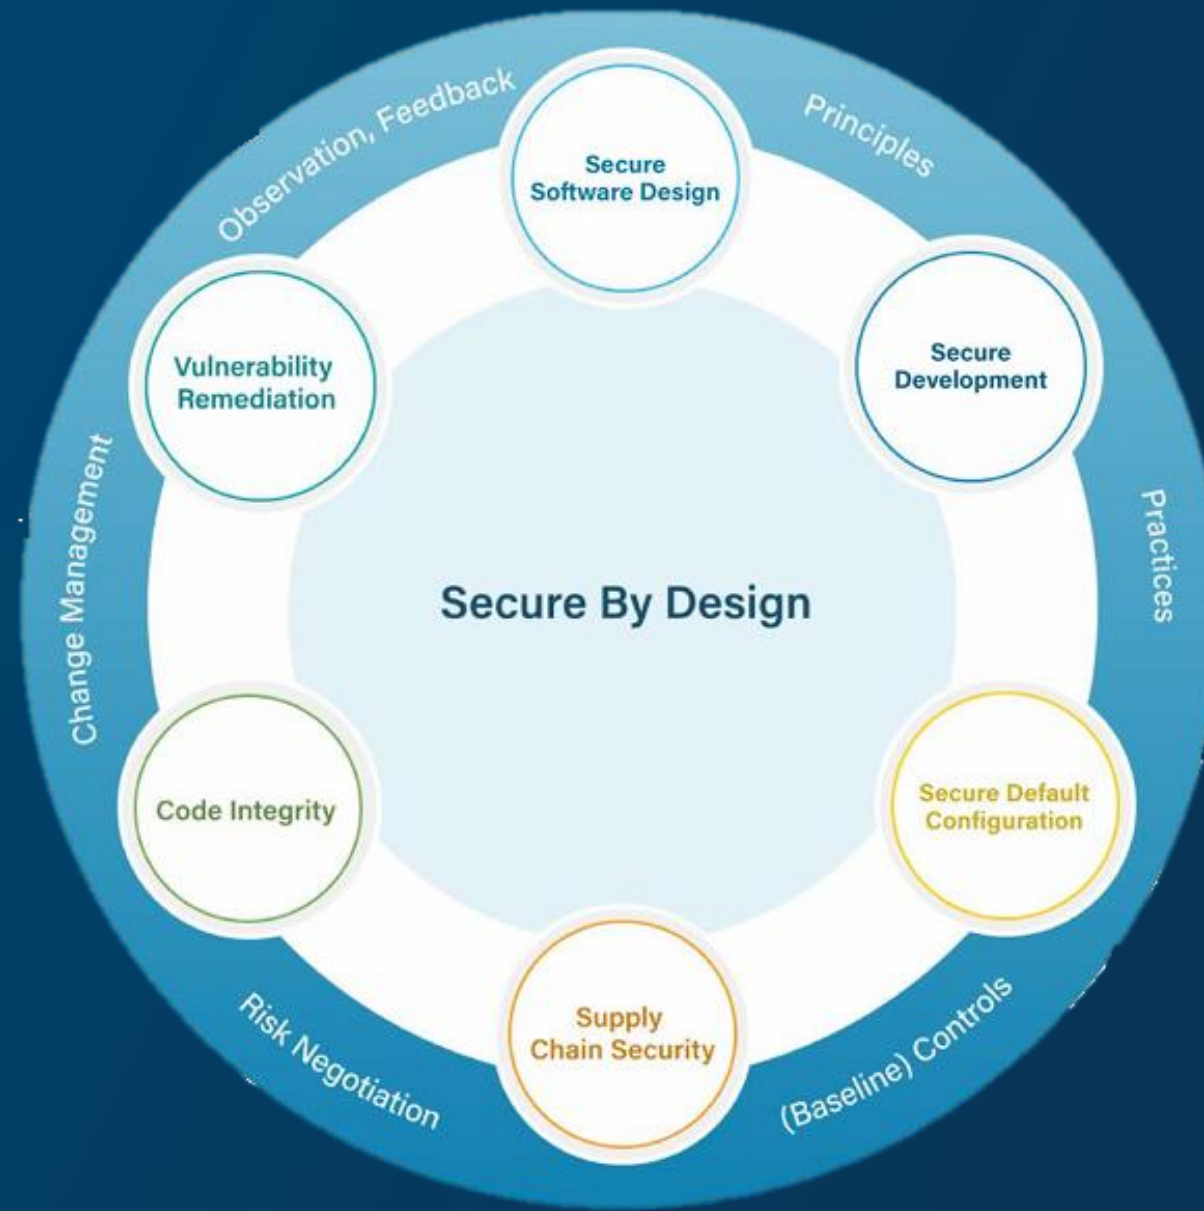 Observation, Feedback
Principles
Secure
Software Design
Vulnerability
Remediation
Secure
Development
Change Management
Practices
Secure By Design
Code Integrity
Secure Default
Configuration
Supply
Chain Security
Risk Negotiation
(Baseline) Controls